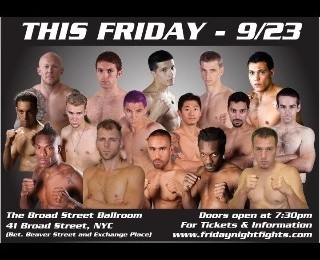 THIS FRIDAY - 9/23
The Broad Street Ballroom
41 Broad Street, NYC
(Bet. Beaver Street and Exchange Place)
Doors open at 7:30pm
For Tickets & Information
www.fridaynightfights.com